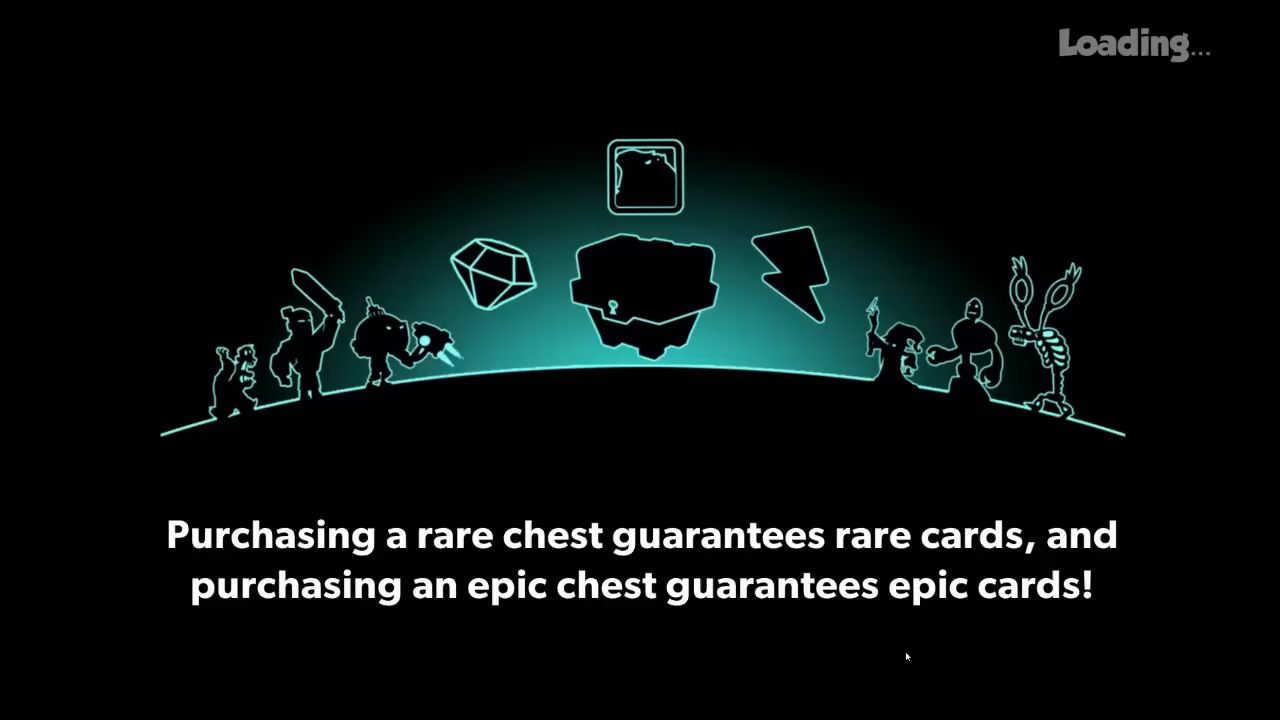 Loading...
Purchasing a rare chest guarantees rare cards, and
purchasing an epic chest guarantees epic cards!